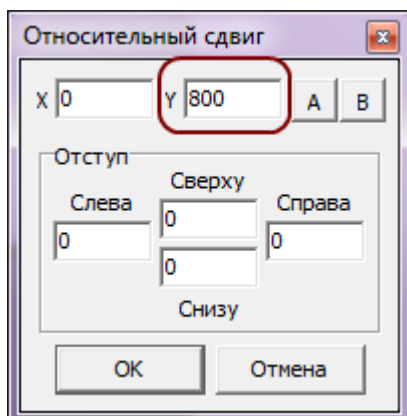 Относительный сдвиг
X 0 Y 800 A B
Отступ
Сверху
Слева Справа
0
0 0
0
Снизу
OK Отмена